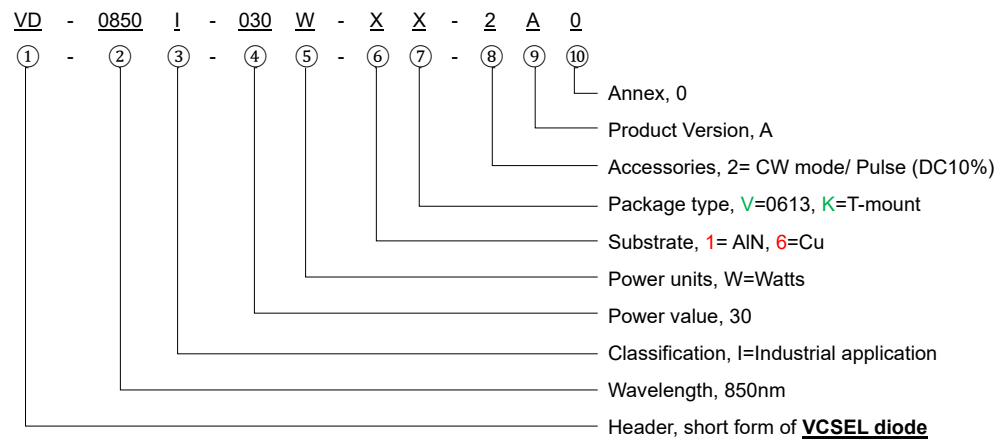 VD - 0850 I - 030 W - X X - 2 A 0
① - ② ③ - ④ ⑤ - ⑥ ⑦ - ⑧ ⑨ ⑩
Annex, 0
Product Version, A
Accessories, 2= CW mode/ Pulse (DC10%)
Package type, V=0613, K=T-mount
Substrate, 1= AlN, 6=Cu
Power units, W=Watts
Power value, 30
Classification, I=Industrial application
Wavelength, 850nm
Header, short form of VCSEL diode